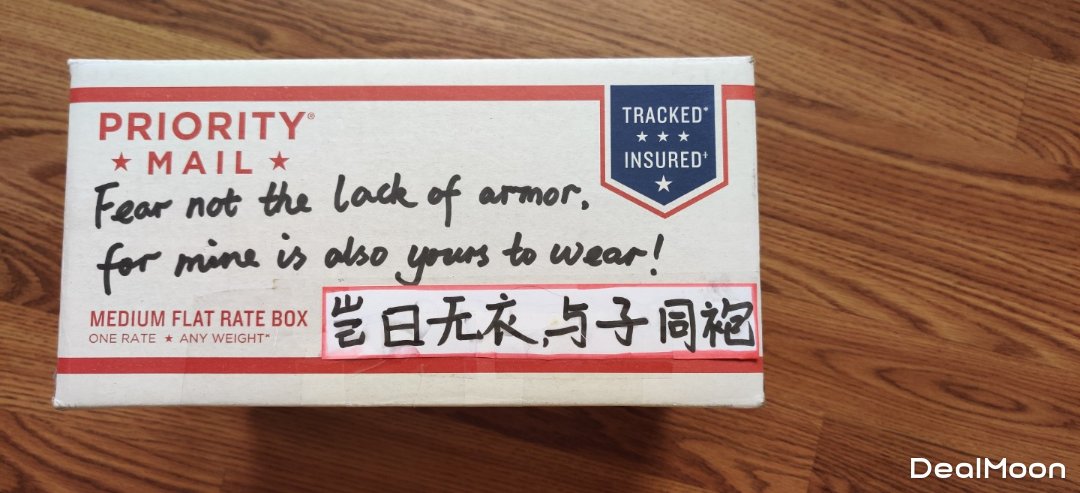 PRIORITY®
★ MAIL ★
TRACKED*
★ ★ ★
INSURED†
★
Fear not the lack of armor,
for mine is also yours to wear!
MEDIUM FLAT RATE BOX
ONE RATE ★ ANY WEIGHT*
岂曰无衣,与子同袍
DealMoon